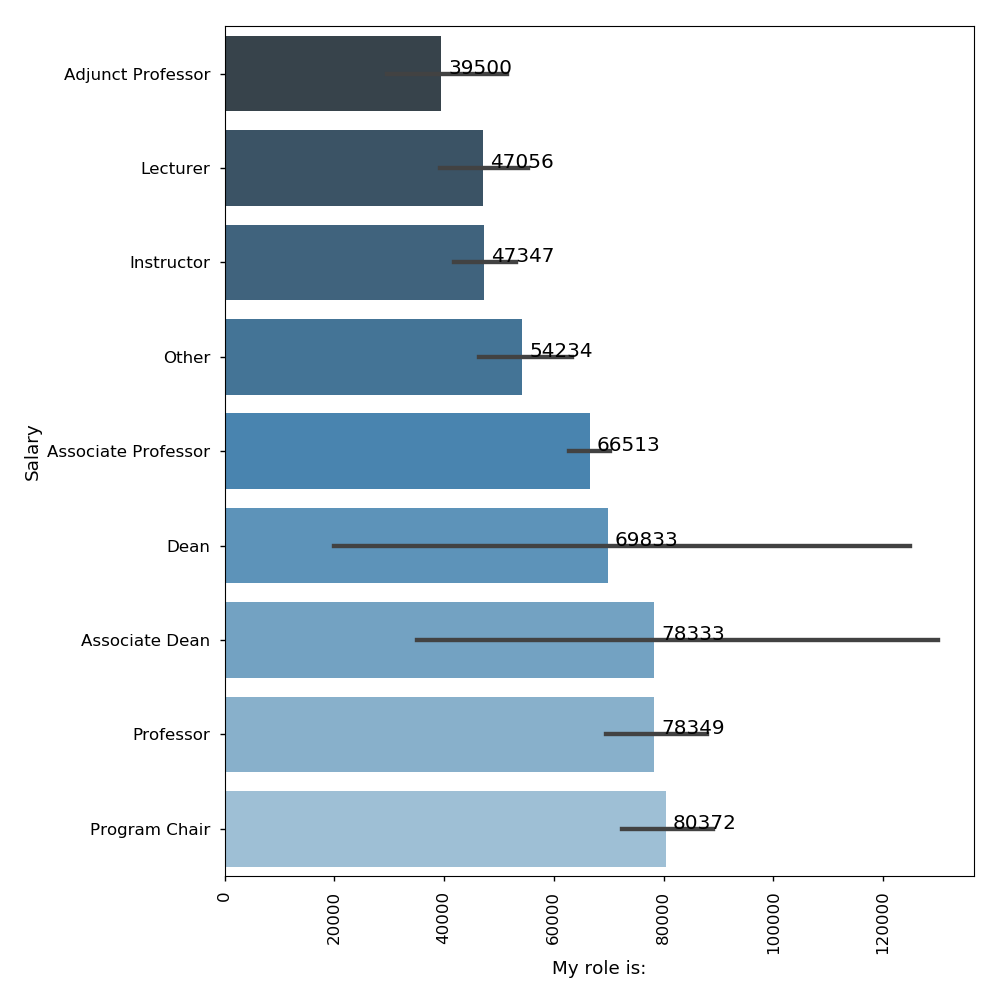 Adjunct Professor 39500
Lecturer 47056
Instructor 47347
Other 54234
Salary
Associate Professor 66513
Dean 69833
Associate Dean 78333
Professor 78349
Program Chair 80372
0 20000 40000 60000 80000 100000 120000
My role is: